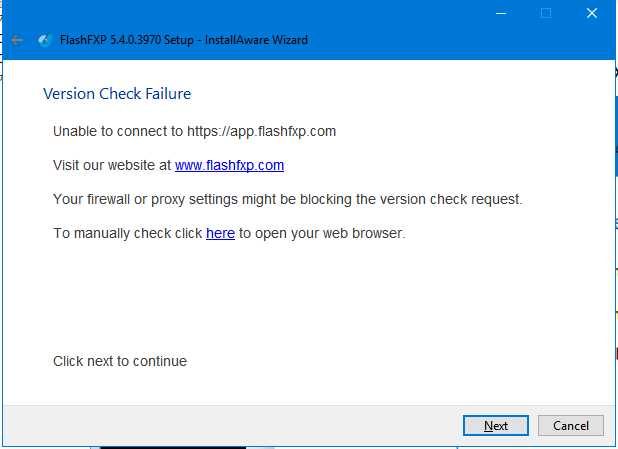 FlashFXP 5.4.0.3970 Setup - InstallAware Wizard
Version Check Failure
Unable to connect to https://app.flashfxp.com
Visit our website at www.flashfxp.com
Your firewall or proxy settings might be blocking the version check request.
To manually check click here to open your web browser.
Click next to continue
Next
Cancel